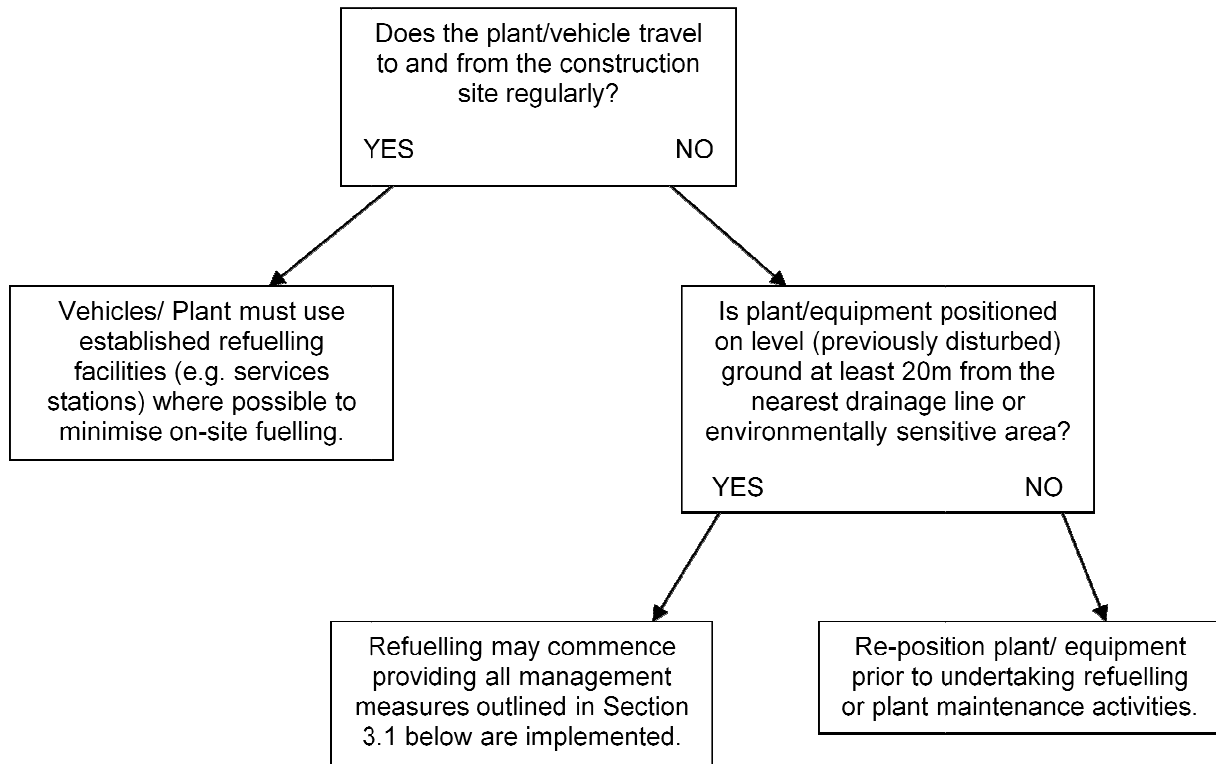 Does the plant/vehicle travel
to and from the construction
site regularly?
YES NO
Vehicles/ Plant must use
established refuelling
facilities (e.g. services
stations) where possible to
minimise on-site fuelling.
Is plant/equipment positioned
on level (previously disturbed)
ground at least 20m from the
nearest drainage line or
environmentally sensitive area?
YES NO
Refuelling may commence
providing all management
measures outlined in Section
3.1 below are implemented.
Re-position plant/ equipment
prior to undertaking refuelling
or plant maintenance activities.